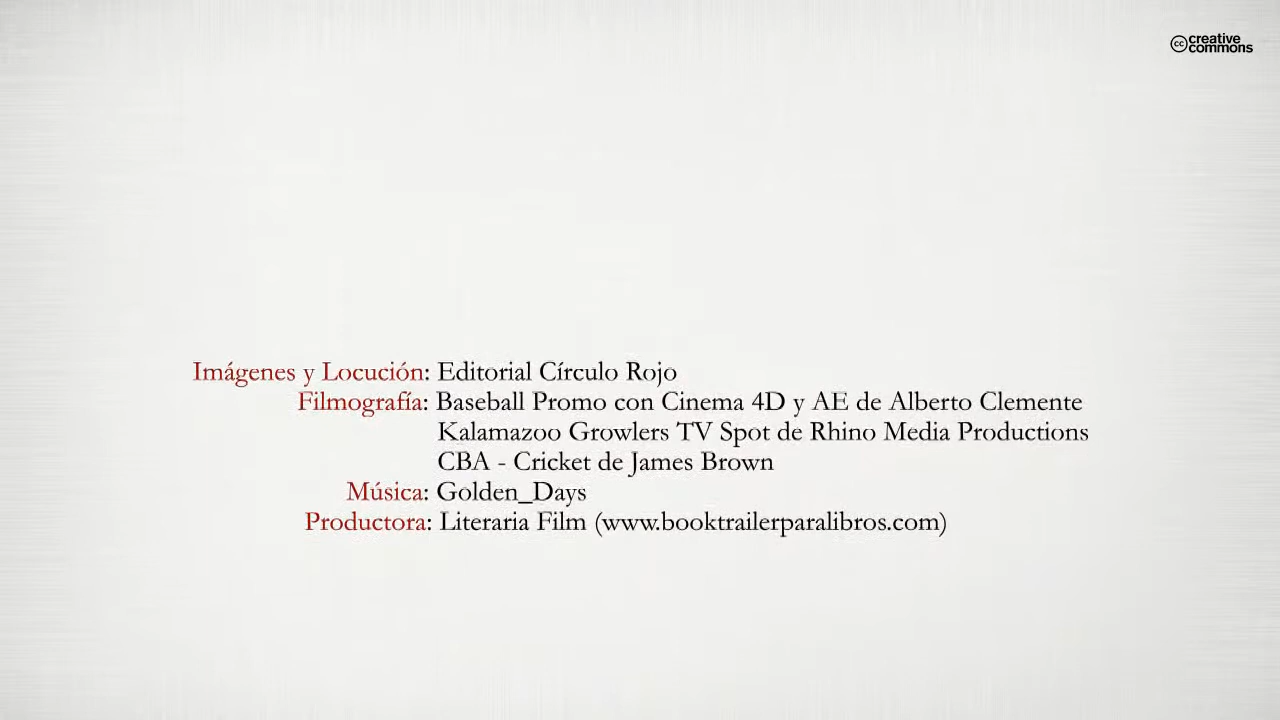 cc creative
commons
Imágenes y Locución: Editorial Círculo Rojo
Filmografía: Baseball Promo con Cinema 4D y AE de Alberto Clemente
Kalamazoo Growlers TV Spot de Rhino Media Productions
CBA - Cricket de James Brown
Música: Golden_Days
Productora: Literaria Film (www.booktrailerparalibros.com)